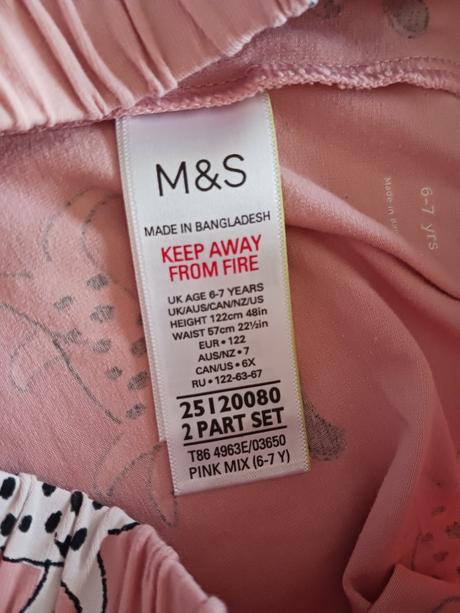 M&S
MADE IN BANGLADESH
KEEP AWAY
FROM FIRE
UK AGE 6-7 YEARS
UK/AUS/CAN/NZ/US
HEIGHT 122cm 48in
WAIST 57cm 22½in
EUR • 122
AUS/NZ • 7
CAN/US • 6X
RU • 122-63-67
25120080
2 PART SET
T86 4963E/03650
PINK MIX (6-7 Y)
6-7 yrs
Made in